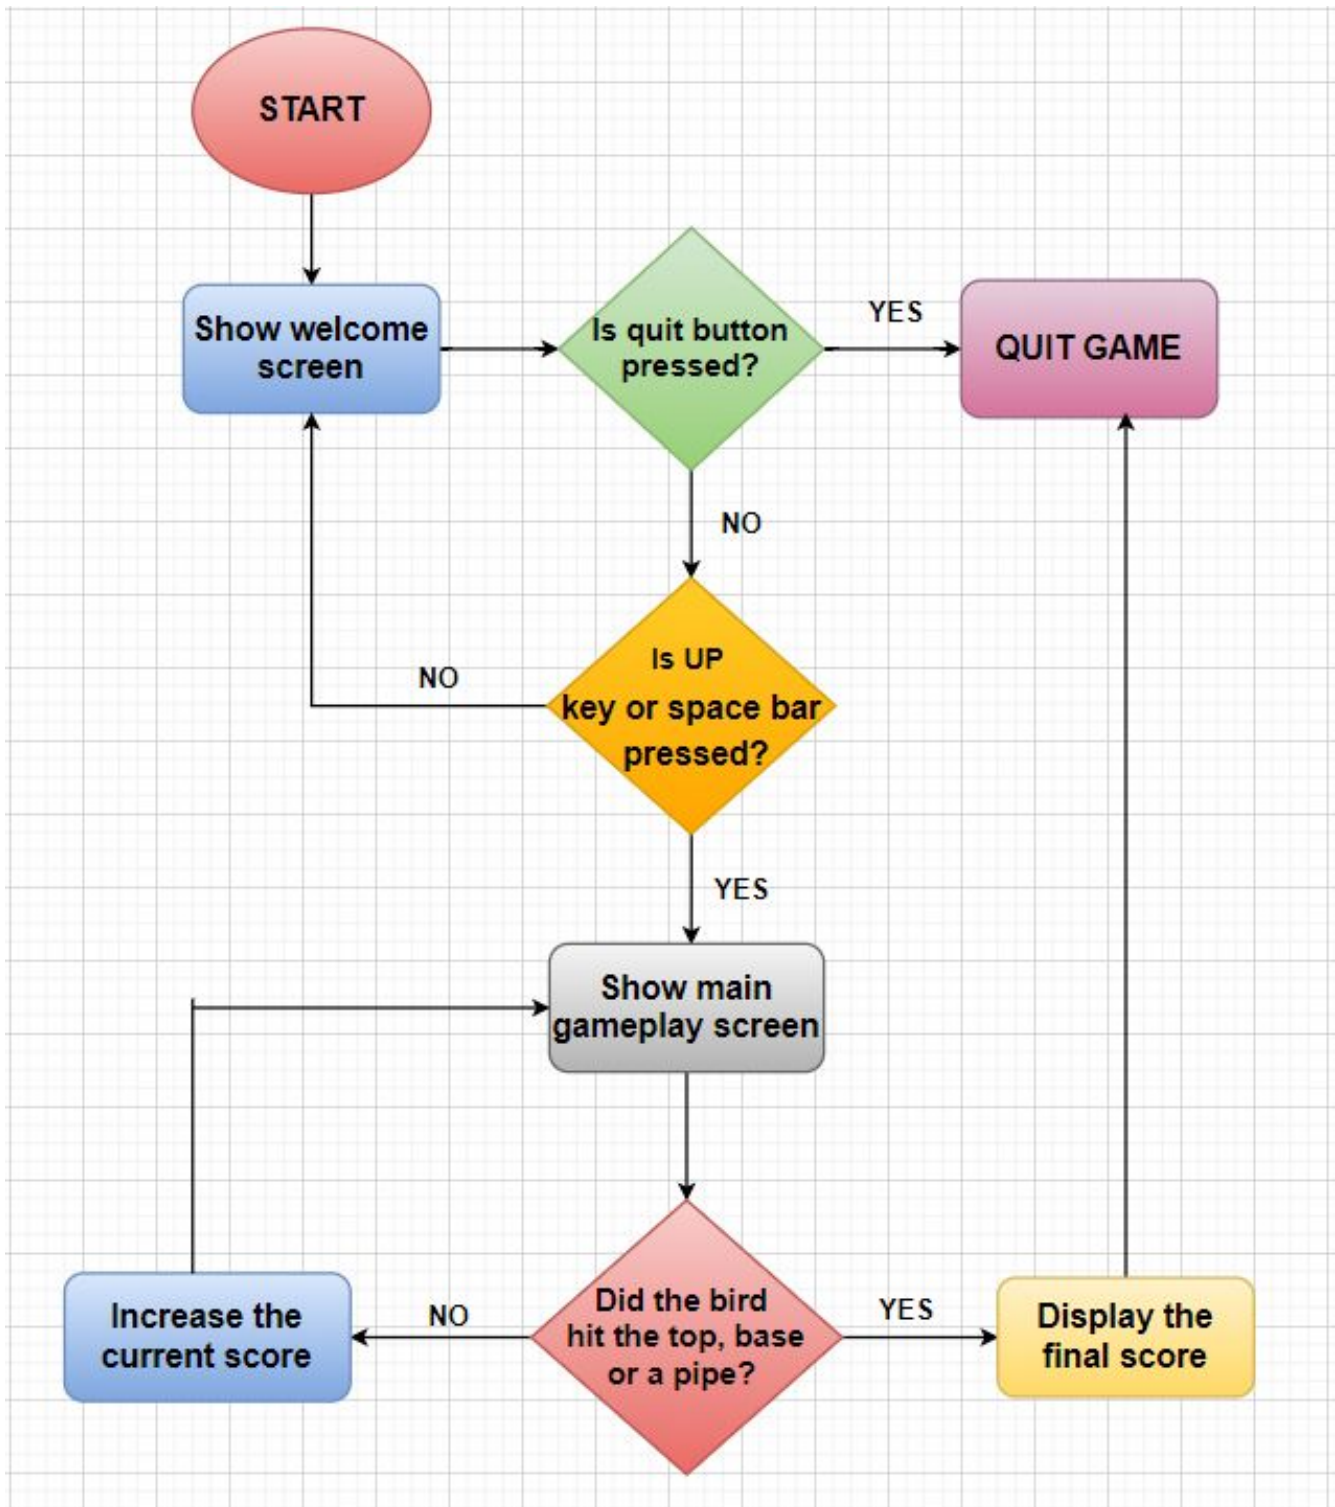 START
Show welcome
screen
Is quit button
pressed?
YES
QUIT GAME
NO
Is UP
key or space bar
pressed?
NO
YES
Show main
gameplay screen
Did the bird
hit the top, base
or a pipe?
NO
Increase the
current score
YES
Display the
final score